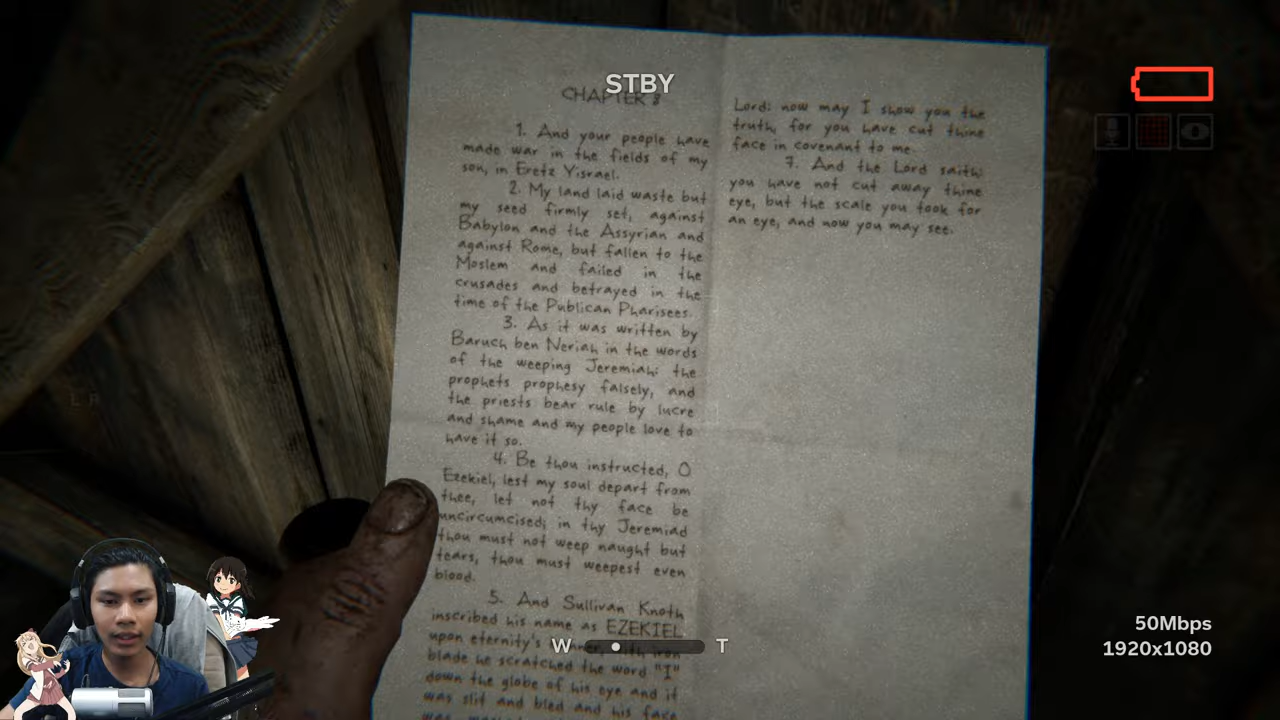 STBY
CHAPTER 8
1. And your people have
made war in the fields of my
son, in Eretz Yisrael.
2. My land laid waste but
my seed firmly set, against
Babylon and the Assyrian and
against Rome, but fallen to the
Moslem and failed in the
crusades and betrayed in the
time of the Publican Pharisees.
3. As it was written by
Baruch ben Neriah in the words
of the weeping Jeremiah: the
prophets prophesy falsely, and
the priests bear rule by lucre
and shame and my people love to
have it so.
4. Be thou instructed, O
Ezekiel, lest my soul depart from
thee, let not thy face be
uncircumcised; in thy Jeremiad
thou must not weep naught but
tears, thou must weepest even
blood.
5. And Sullivan Knoth
inscribed his name as EZEKIEL
upon eternity's with iron
blade he scratched the word "I"
down the globe of his eye and it
was slit and bled and his face
was
Lord: now may I show you the
truth, for you have cut thine
face in covenant to me.
7. And the Lord saith:
you have not cut away thine
eye, but the scale you took for
an eye, and now you may see.
W T
50Mbps
1920x1080